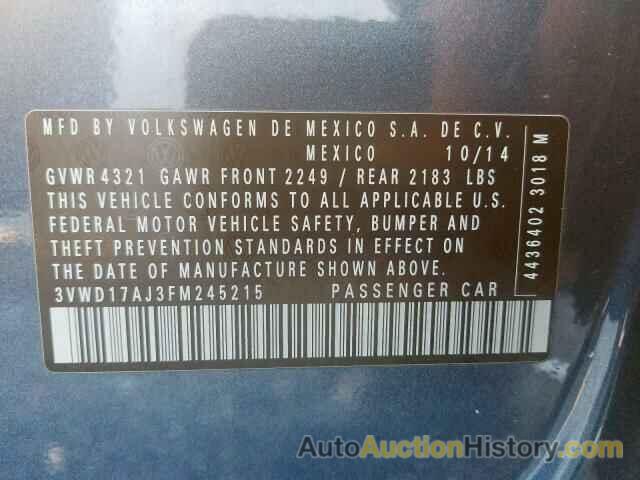 MFD BY VOLKSWAGEN DE MEXICO S.A. DE C.V.
MEXICO 10/14
GVWR 4321 GAWR FRONT 2249 / REAR 2183 LBS
THIS VEHICLE CONFORMS TO ALL APPLICABLE U.S.
FEDERAL MOTOR VEHICLE SAFETY, BUMPER AND
THEFT PREVENTION STANDARDS IN EFFECT ON
THE DATE OF MANUFACTURE SHOWN ABOVE.
3VWD17AJ3FM245215 PASSENGER CAR
4436402 3018 M
AutoAuctionHistory.com